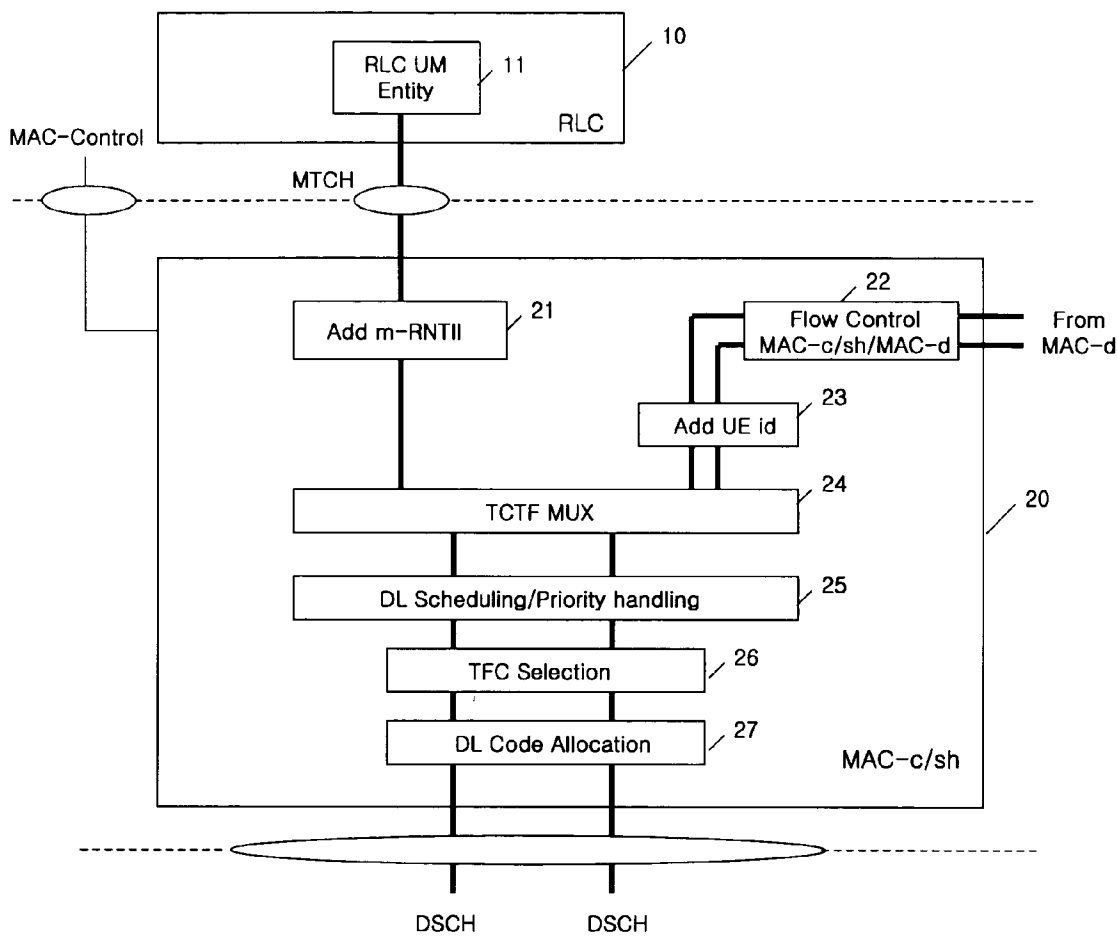 10
RLC UM
Entity
11
RLC
MAC-Control
MTCH
22
Add m-RNTII
21
Flow Control
MAC-c/sh/MAC-d
From
MAC-d
23
Add UE id
24
TCTF MUX
20
25
DL Scheduling/Priority handling
26
TFC Selection
27
DL Code Allocation
MAC-c/sh
DSCH
DSCH